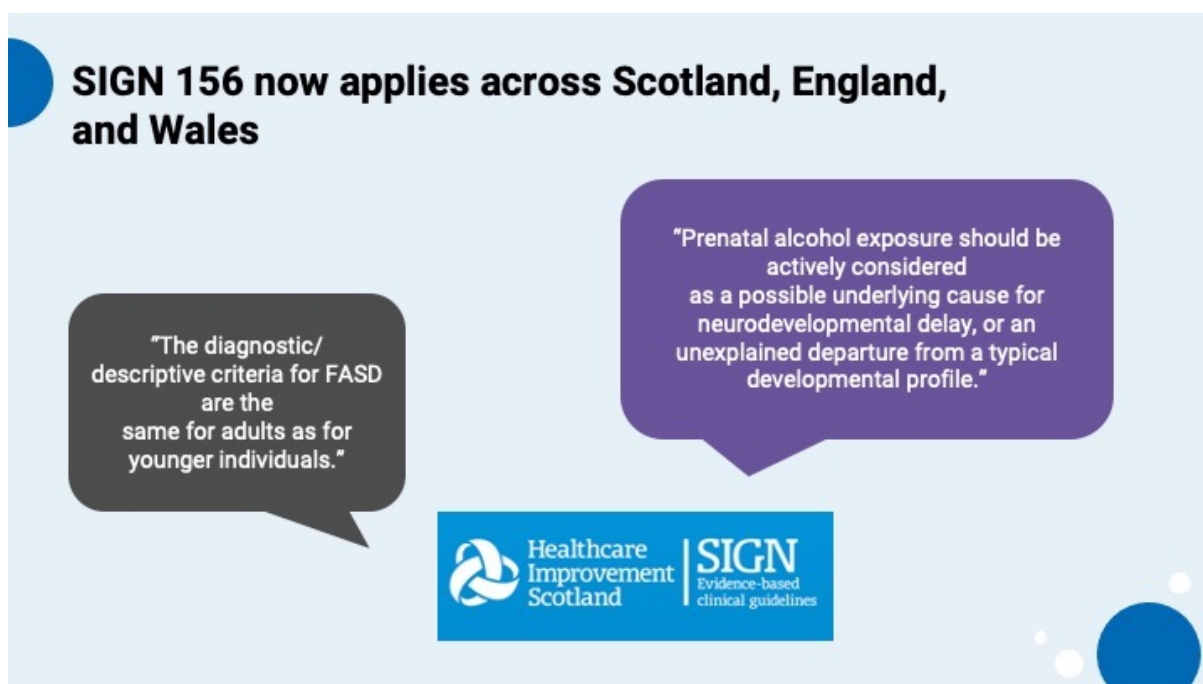 SIGN 156 now applies across Scotland, England,
and Wales
"Prenatal alcohol exposure should be
actively considered
as a possible underlying cause for
neurodevelopmental delay, or an
unexplained departure from a typical
developmental profile."
"The diagnostic/
descriptive criteria for FASD
are the
same for adults as for
younger individuals."
Healthcare
Improvement
Scotland
SIGN
Evidence-based
clinical guidelines